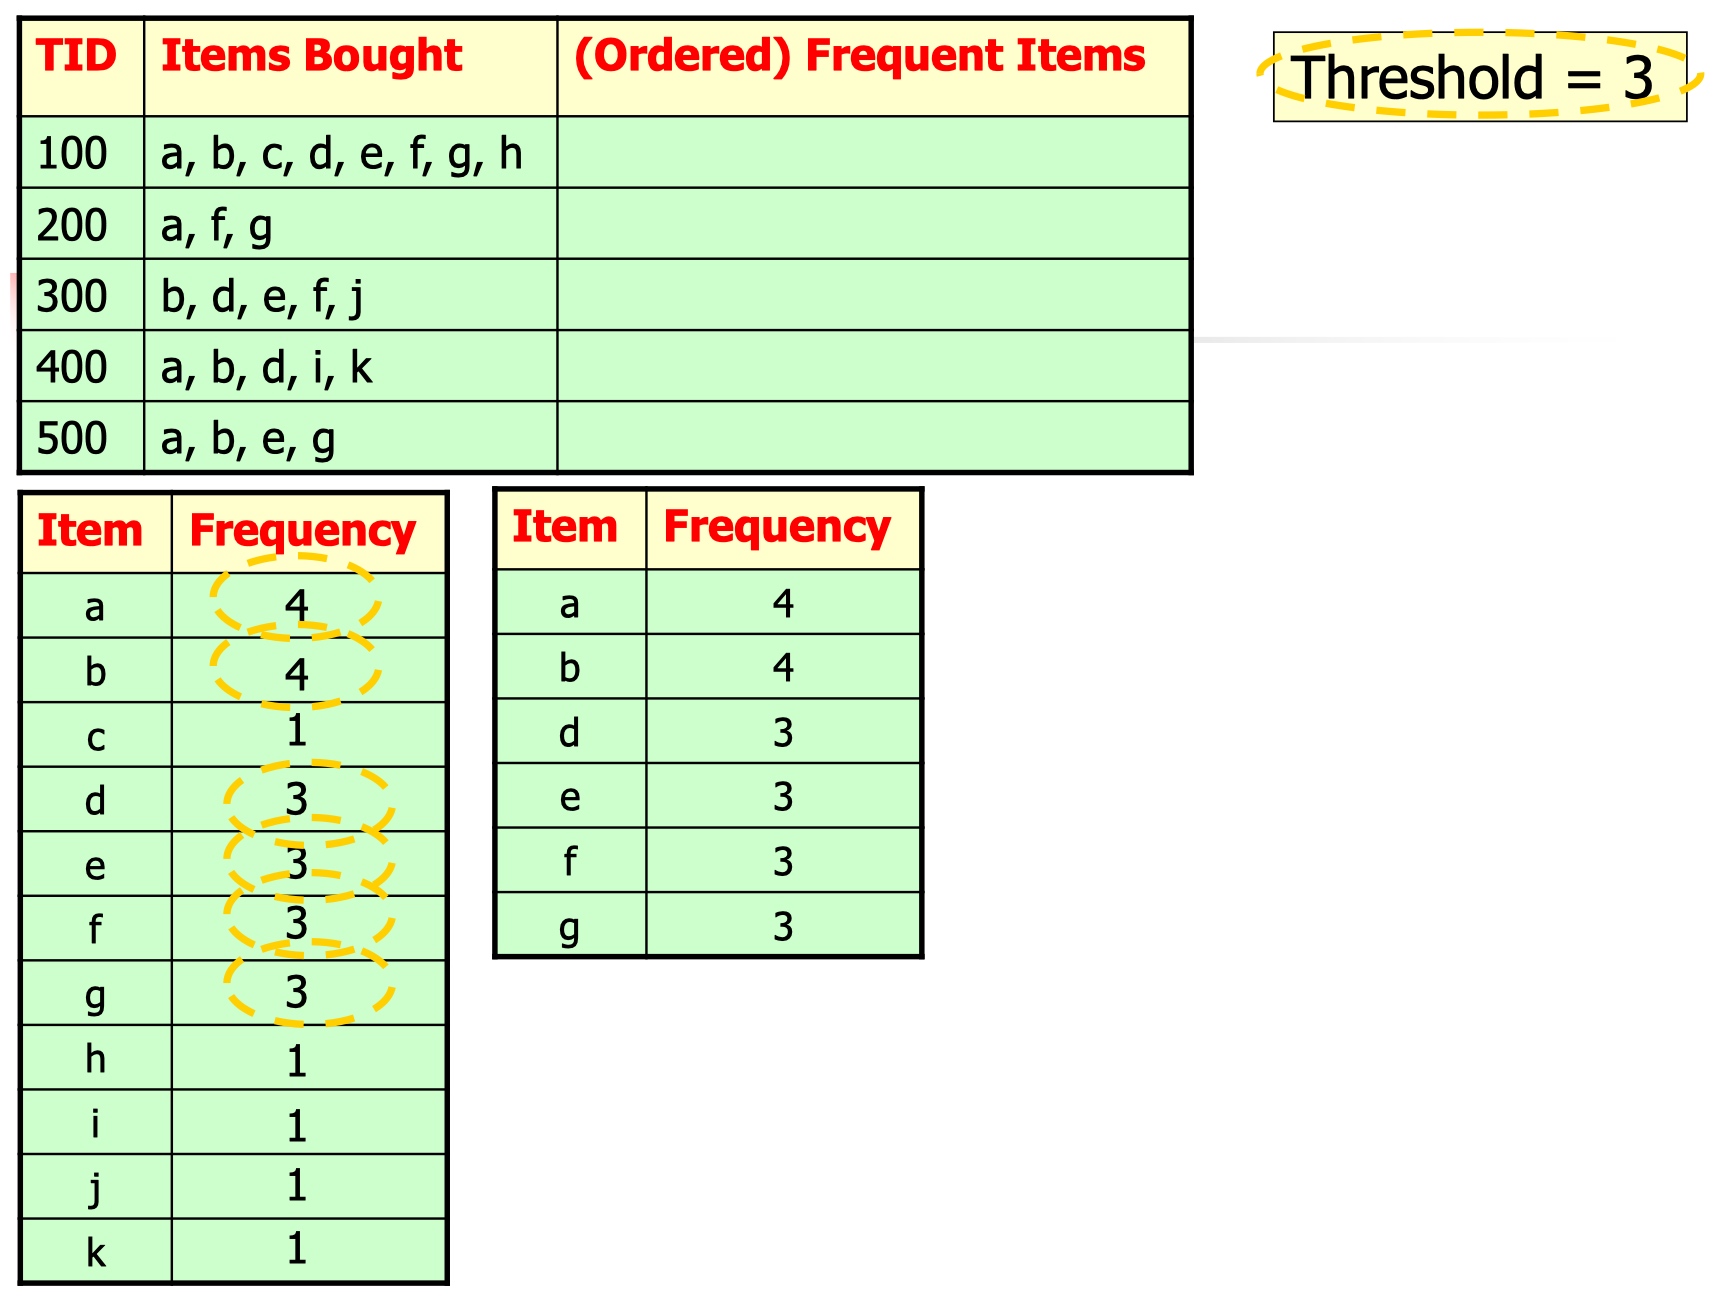 TID Items Bought (Ordered) Frequent Items
Threshold = 3
100 a, b, c, d, e, f, g, h
200 a, f, g
300 b, d, e, f, j
400 a, b, d, i, k
500 a, b, e, g
Item Frequency
a 4
b 4
c 1
d 3
e 3
f 3
g 3
h 1
i 1
j 1
k 1
Item Frequency
a 4
b 4
d 3
e 3
f 3
g 3